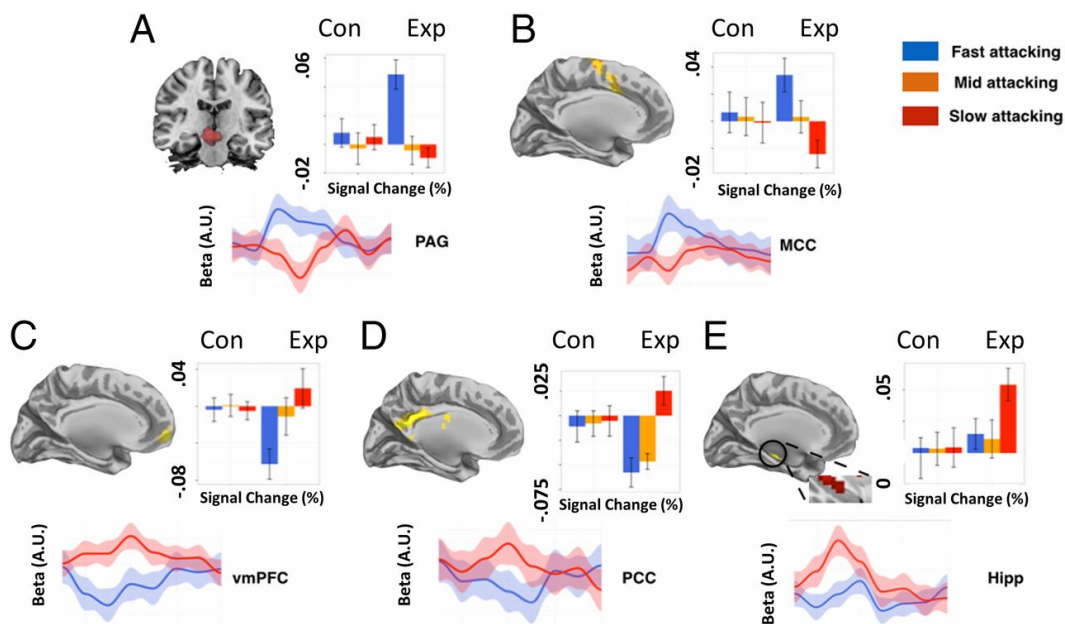 A
Con Exp
.06
-.02
Signal Change (%)
Beta (A.U.)
PAG
B
Con Exp
.04
-.02
Signal Change (%)
Beta (A.U.)
MCC
Fast attacking
Mid attacking
Slow attacking
C
Con Exp
.04
-.08
Signal Change (%)
Beta (A.U.)
vmPFC
D
Con Exp
.025
-.075
Signal Change (%)
Beta (A.U.)
PCC
E
Con Exp
.05
0
Signal Change (%)
Beta (A.U.)
Hipp